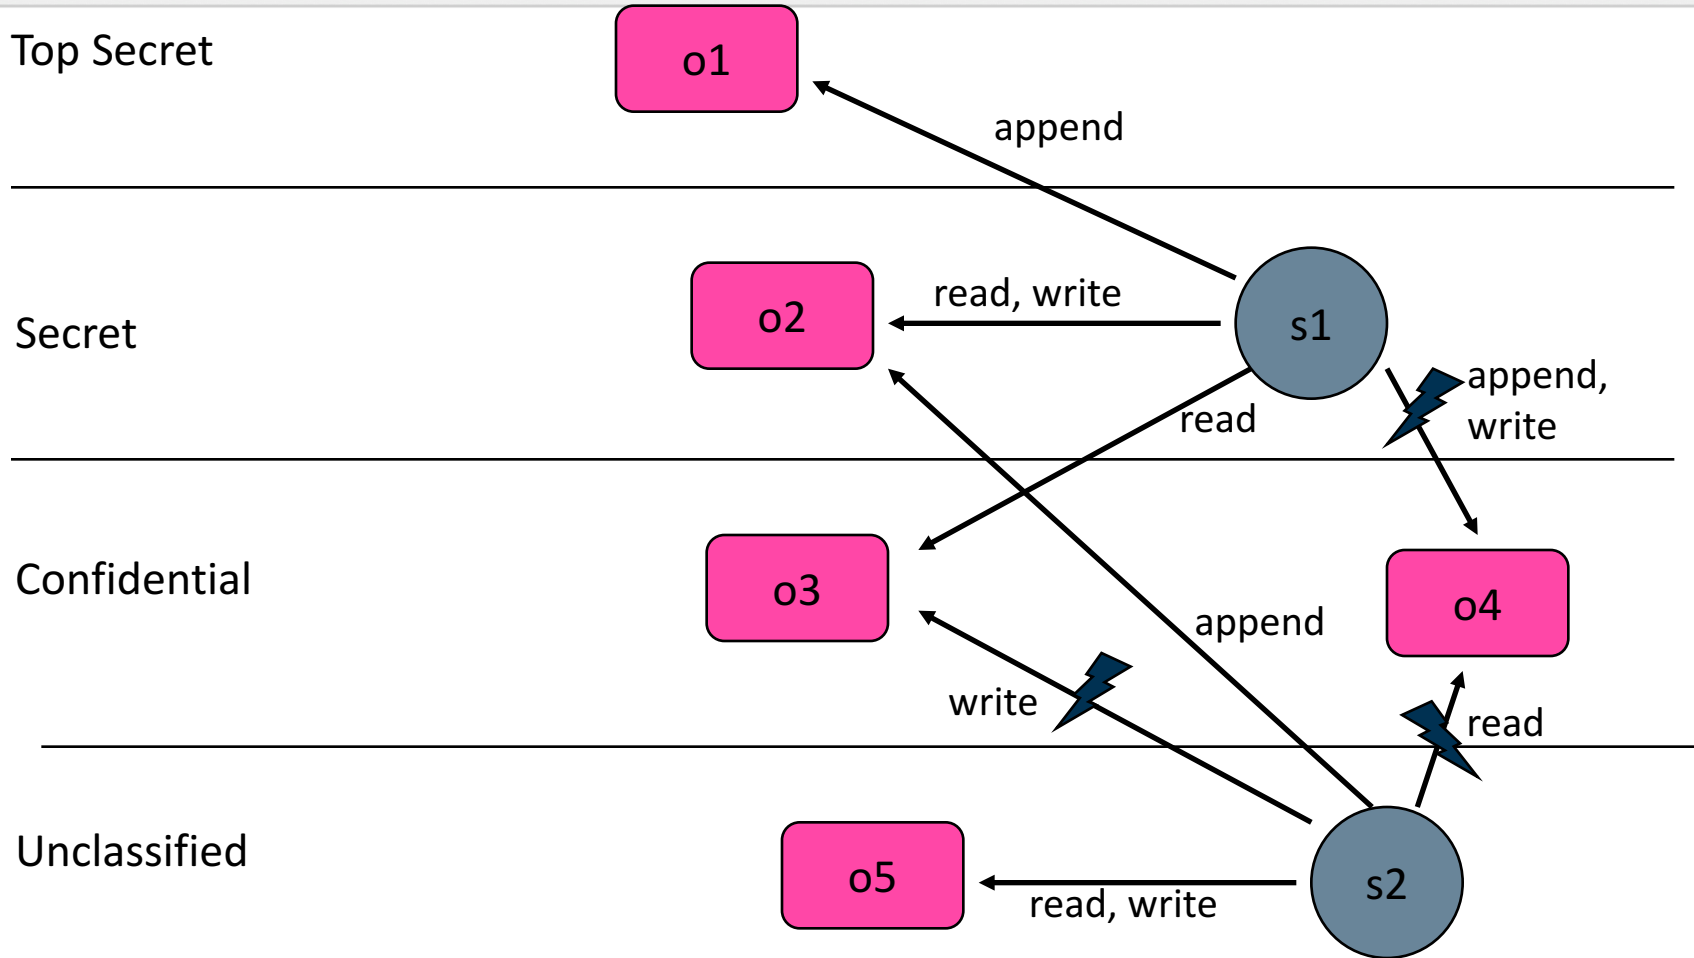 Top Secret
o1
append
Secret
o2
read, write
s1
append,
write
read
Confidential
o3
o4
append
write
read
Unclassified
o5
read, write
s2